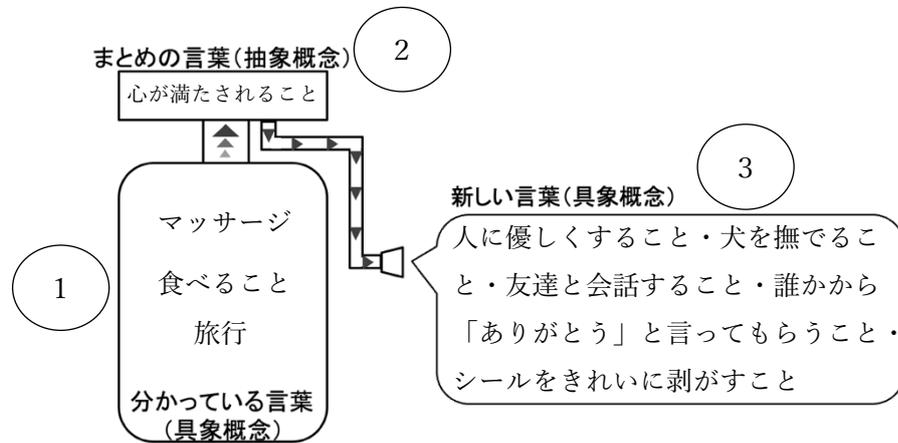 まとめの言葉(抽象概念)
2
心が満たされること
1
マッサージ
食べること
旅行
分かっている言葉
(具象概念)
3
新しい言葉(具象概念)
人に優しくすること・犬を撫でるこ
と・友達と会話すること・誰かから
「ありがとう」と言ってもらうこと・
シールをきれいに剥がすこと